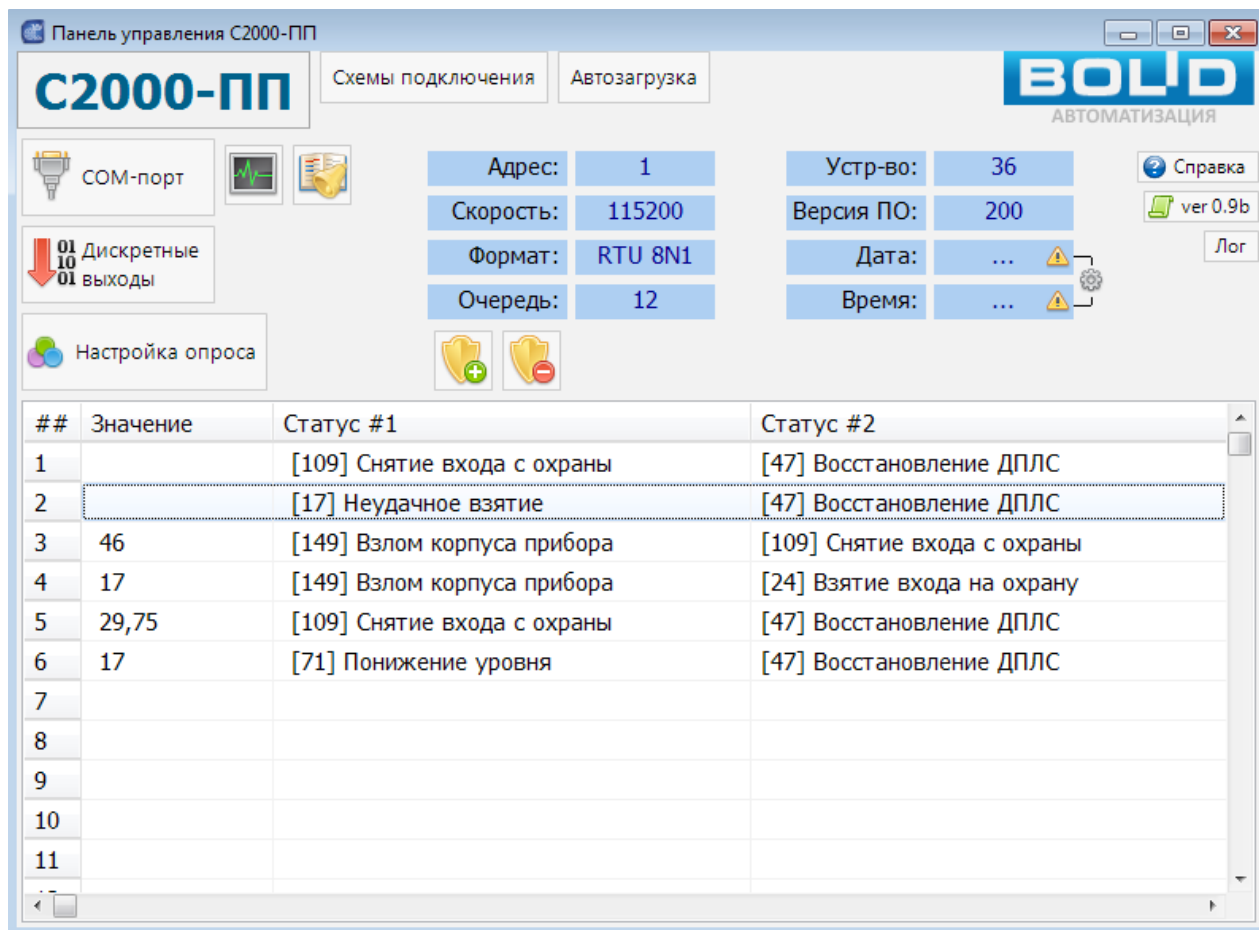 Панель управления С2000-ПП
С2000-ПП
Схемы подключения
Автозагрузка
BOLID
АВТОМАТИЗАЦИЯ
COM-порт
Адрес: 1
Устр-во: 36
Справка
Скорость: 115200
Версия ПО: 200
ver 0.9b
01
10
01
Дискретные
выходы
Формат: RTU 8N1
Дата: ...
Лог
Очередь: 12
Время: ...
Настройка опроса
## Значение Статус #1 Статус #2
1 [109] Снятие входа с охраны [47] Восстановление ДПЛС
2 [17] Неудачное взятие [47] Восстановление ДПЛС
3 46 [149] Взлом корпуса прибора [109] Снятие входа с охраны
4 17 [149] Взлом корпуса прибора [24] Взятие входа на охрану
5 29,75 [109] Снятие входа с охраны [47] Восстановление ДПЛС
6 17 [71] Понижение уровня [47] Восстановление ДПЛС
7
8
9
10
11